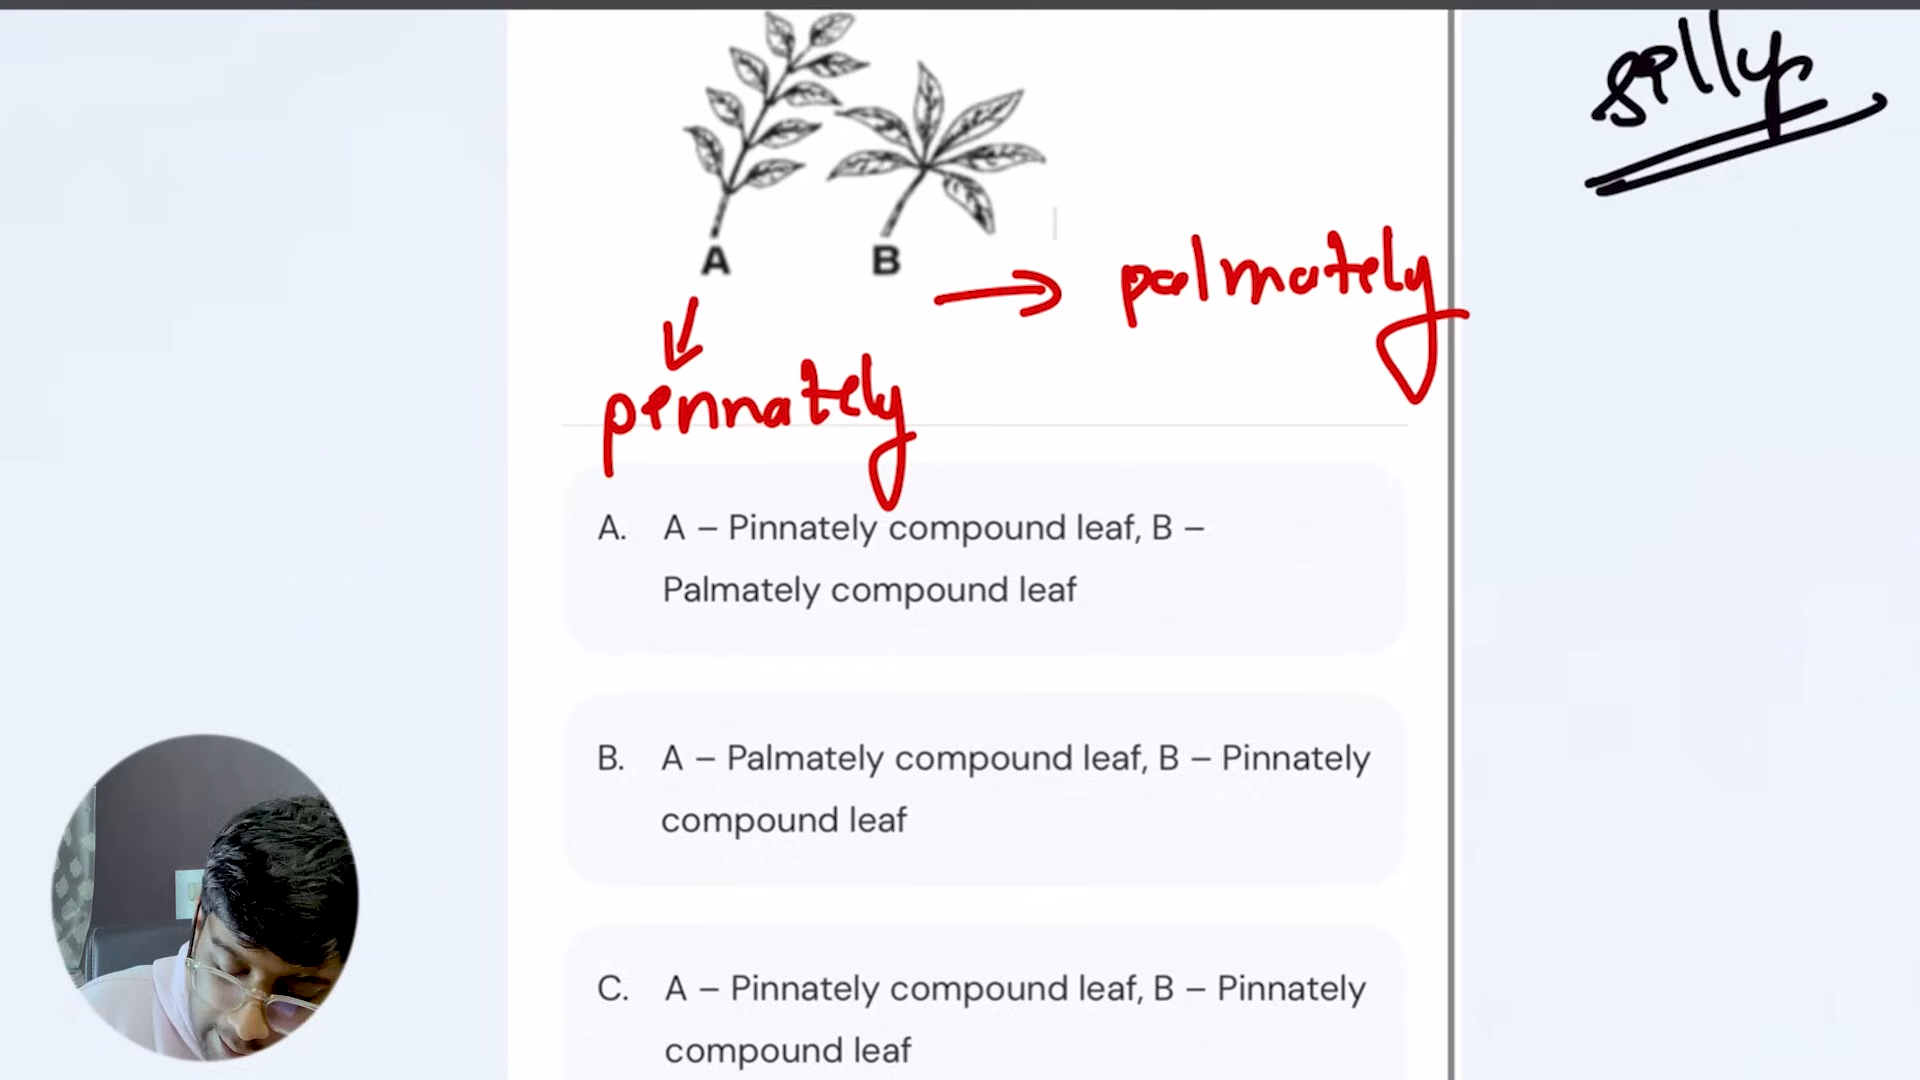 silly
A
B
palmately
pinnately
A. A – Pinnately compound leaf, B –
Palmately compound leaf
B. A – Palmately compound leaf, B – Pinnately
compound leaf
C. A – Pinnately compound leaf, B – Pinnately
compound leaf